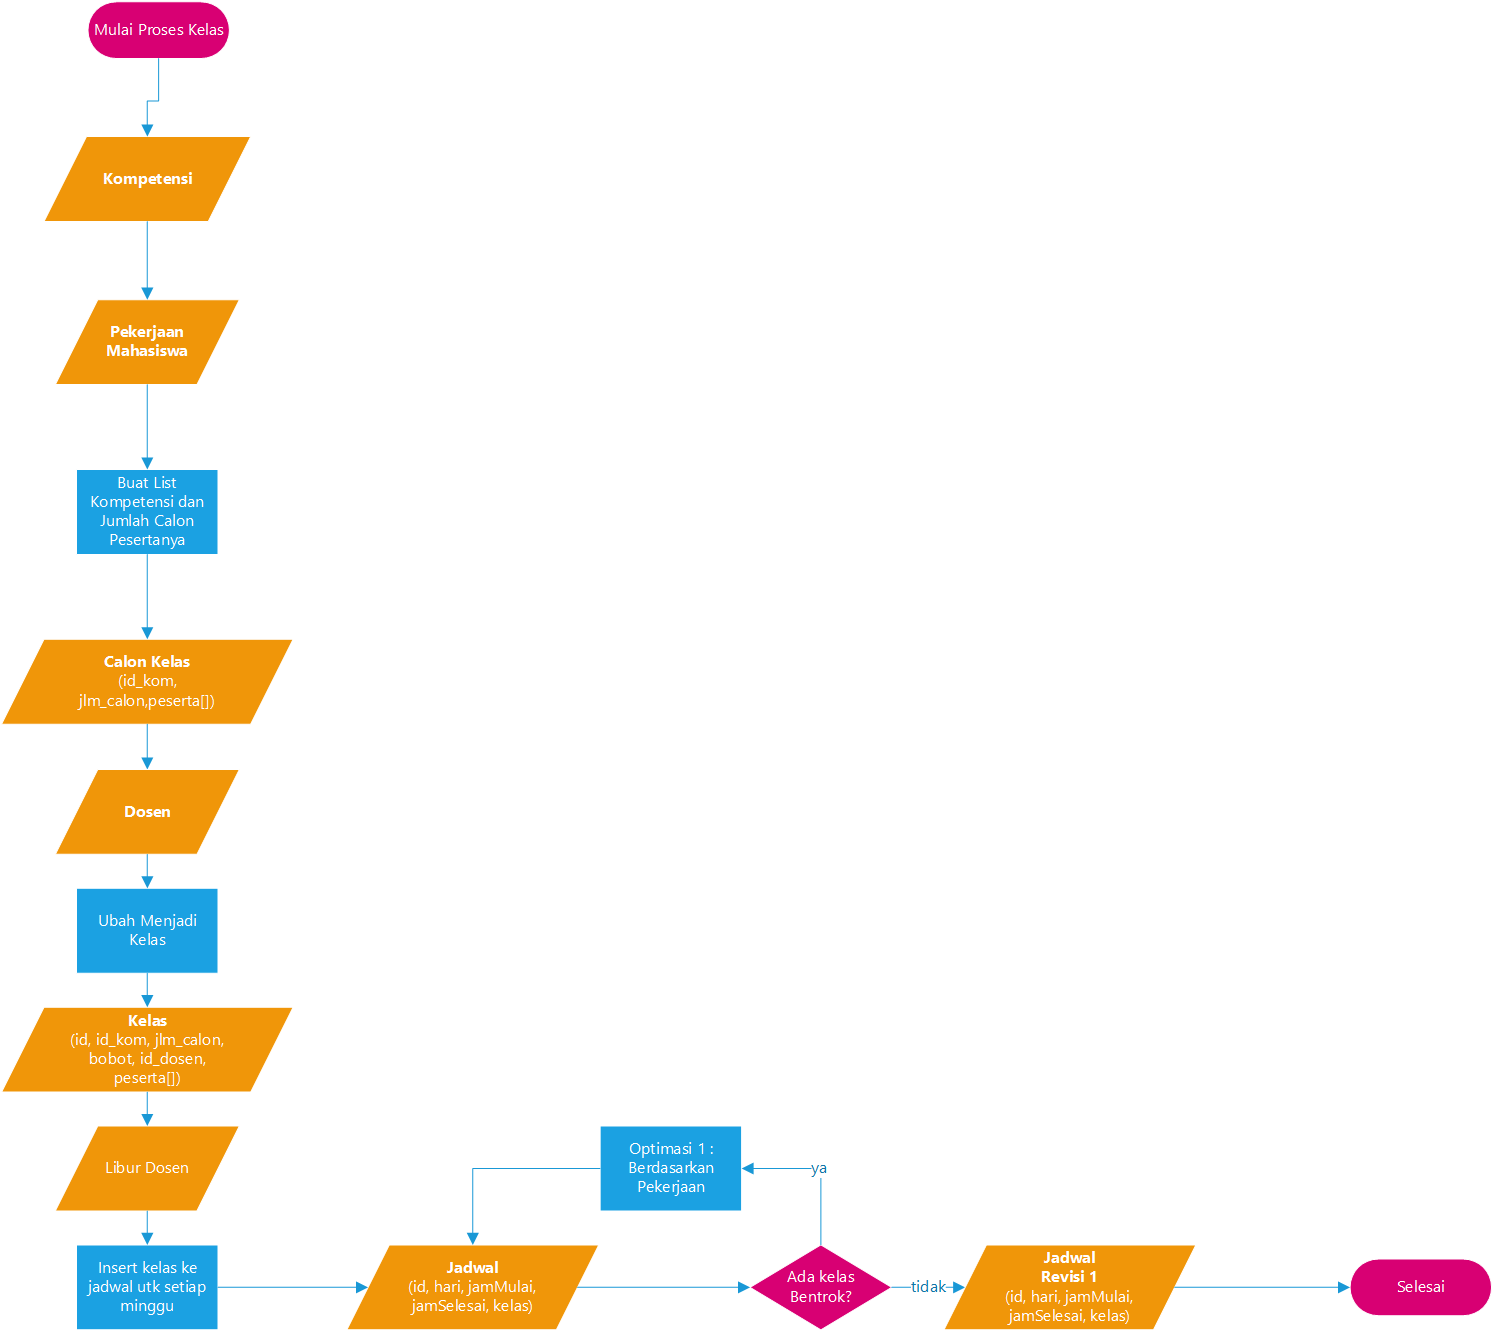 Mulai Proses Kelas
Kompetensi
Pekerjaan
Mahasiswa
Buat List
Kompetensi dan
Jumlah Calon
Pesertanya
Calon Kelas
(id_kom,
jlm_calon,peserta[])
Dosen
Ubah Menjadi
Kelas
Kelas
(id, id_kom, jlm_calon,
bobot, id_dosen,
peserta[])
Libur Dosen
Insert kelas ke
jadwal utk setiap
minggu
Optimasi 1 :
Berdasarkan
Pekerjaan
ya
Jadwal
(id, hari, jamMulai,
jamSelesai, kelas)
Ada kelas
Bentrok?
tidak
Jadwal
Revisi 1
(id, hari, jamMulai,
jamSelesai, kelas)
Selesai